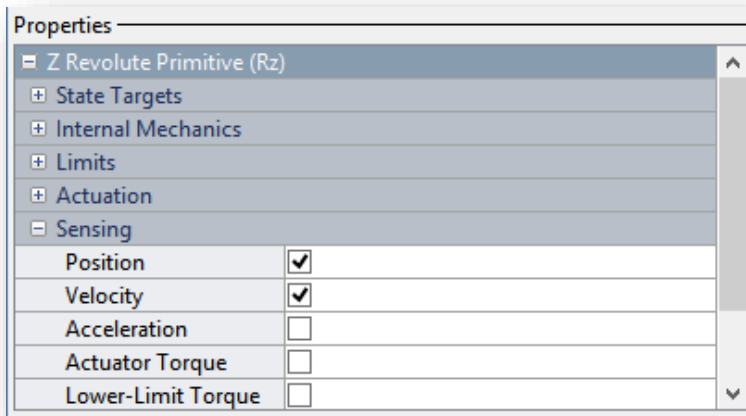 Properties
Z Revolute Primitive (Rz)
State Targets
Internal Mechanics
Limits
Actuation
Sensing
Position
Velocity
Acceleration
Actuator Torque
Lower-Limit Torque